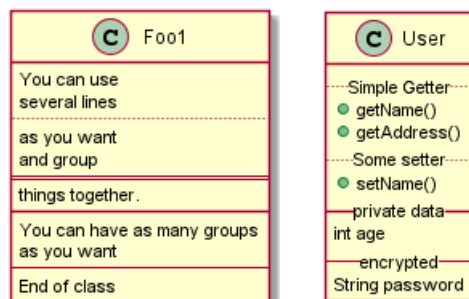 C Foo1
You can use
several lines
as you want
and group
things together.
You can have as many groups
as you want
End of class
C User
Simple Getter
getName()
getAddress()
Some setter
setName()
private data
int age
encrypted
String password